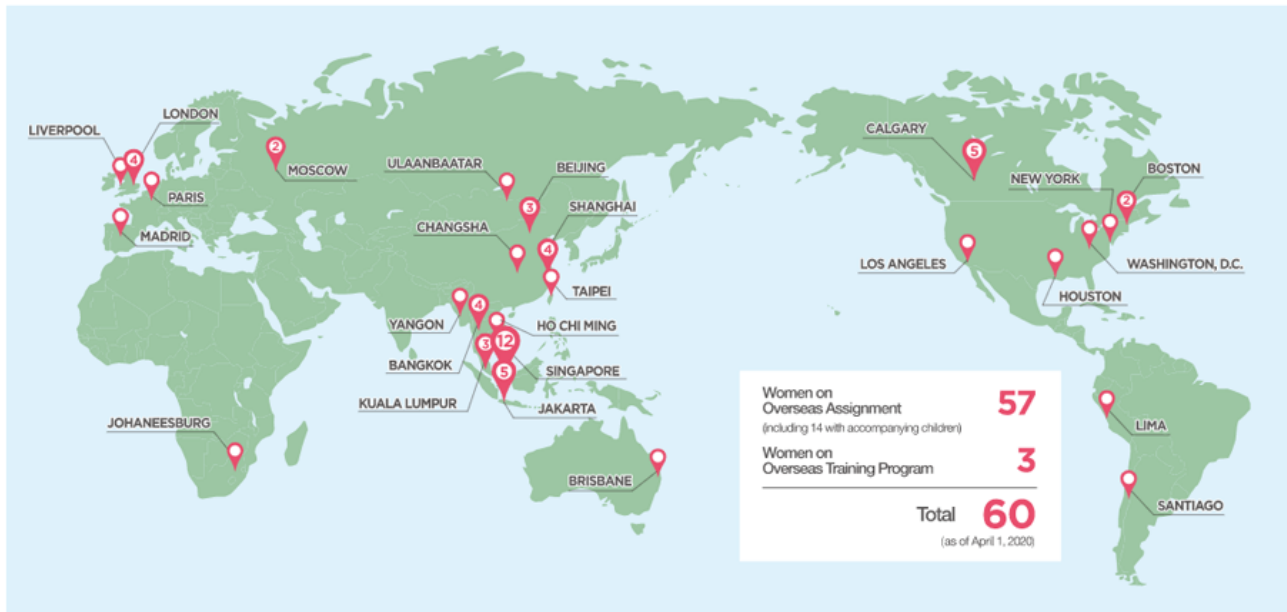 LONDON
LIVERPOOL
4
2
MOSCOW
PARIS
MADRID
ULAANBAATAR
BEIJING
3
SHANGHAI
CHANGSHA
4
TAIPEI
YANGON
4
HO CHI MING
BANGKOK
3
12
SINGAPORE
KUALA LUMPUR
5
JAKARTA
JOHANEESBURG
BRISBANE
CALGARY
5
NEW YORK
BOSTON
2
LOS ANGELES
WASHINGTON, D.C.
HOUSTON
LIMA
SANTIAGO
Women on
Overseas Assignment 57
(including 14 with accompanying children)
Women on
Overseas Training Program 3
Total 60
(as of April 1, 2020)